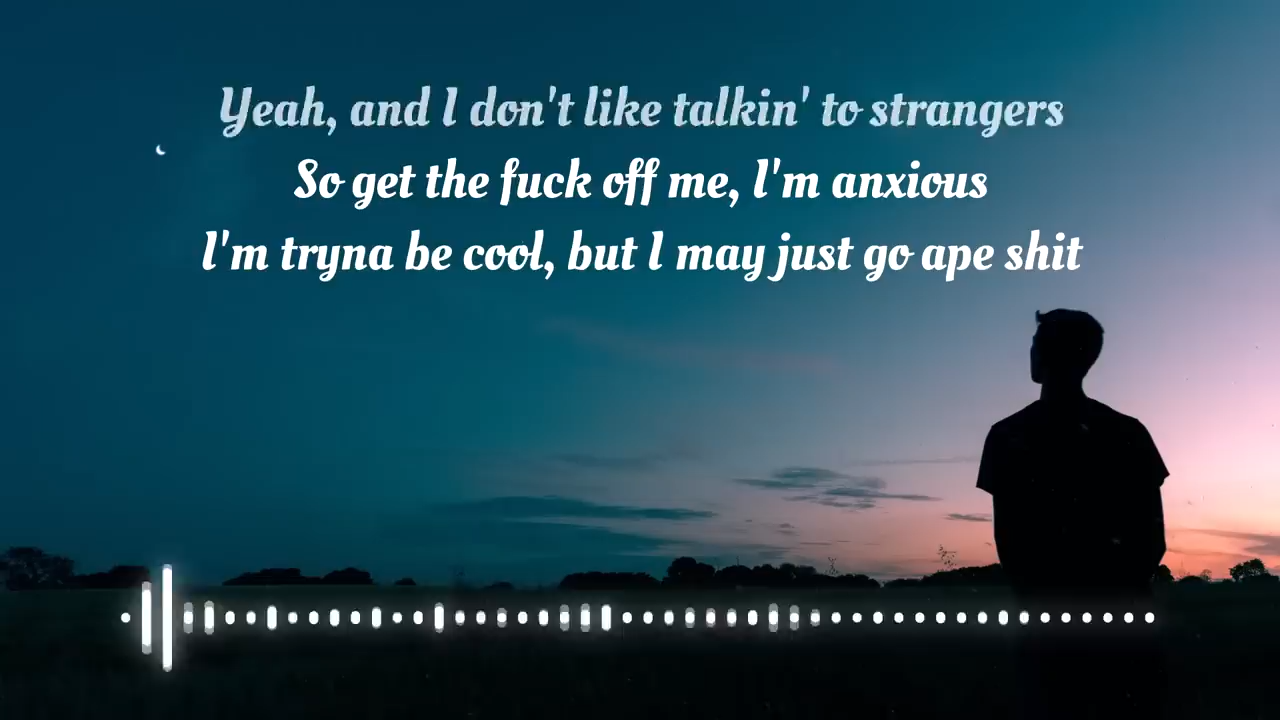 Yeah, and I don't like talkin' to strangers
So get the fuck off me, I'm anxious
I'm tryna be cool, but I may just go ape shit